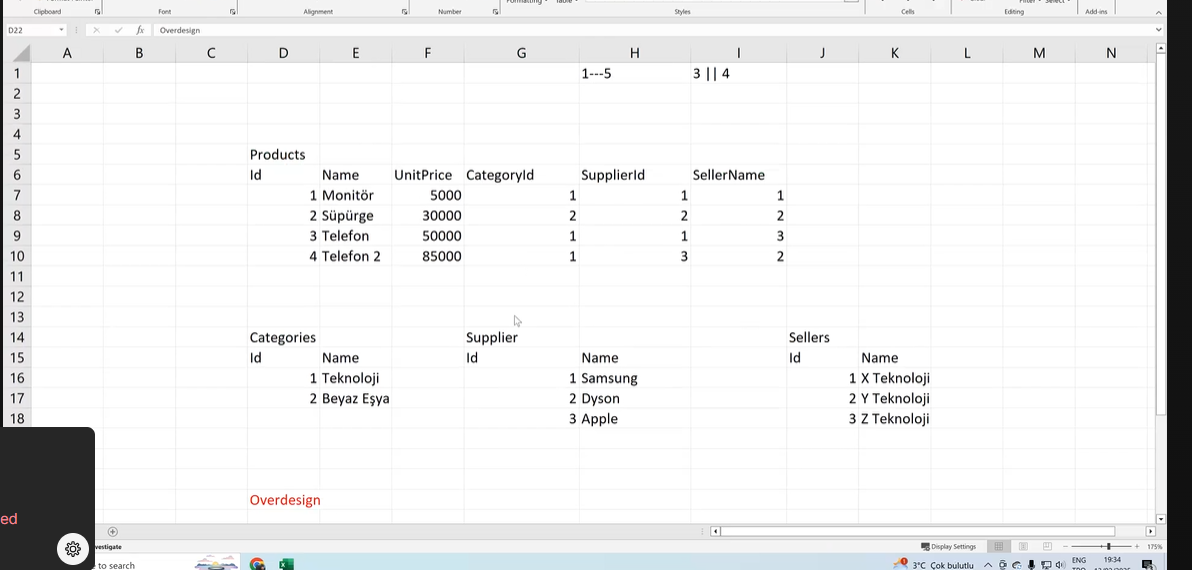 Clipboard Font Alignment Number Styles Cells Editing Add-ins
D22 fx Overdesign
A B C D E F G H I J K L M N
1 1---5 3 || 4
2
3
4
5 Products
6 Id Name UnitPrice CategoryId SupplierId SellerName
7 1 Monitör 5000 1 1 1
8 2 Süpürge 30000 2 2 2
9 3 Telefon 50000 1 1 3
10 4 Telefon 2 85000 1 3 2
11
12
13
14 Categories Supplier Sellers
15 Id Name Id Name Id Name
16 1 Teknoloji 1 Samsung 1 X Teknoloji
17 2 Beyaz Eşya 2 Dyson 2 Y Teknoloji
18 3 Apple 3 Z Teknoloji
Overdesign
ed
vestigate Display Settings 175%
to search 3°C Çok bulutlu ENG 19:34